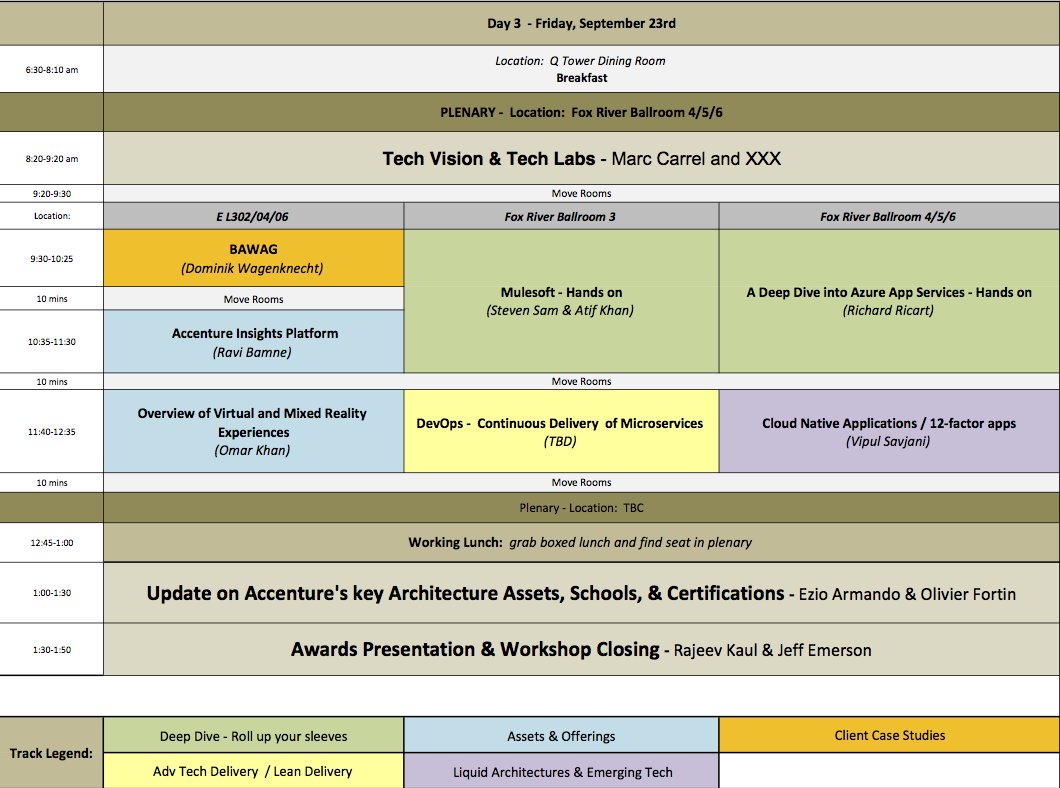 Day 3 - Friday, September 23rd
6:30-8:10 am
Location: Q Tower Dining Room
Breakfast
PLENARY - Location: Fox River Ballroom 4/5/6
8:20-9:20 am
Tech Vision & Tech Labs - Marc Carrel and XXX
9:20-9:30
Move Rooms
Location:
E L302/04/06
Fox River Ballroom 3
Fox River Ballroom 4/5/6
9:30-10:25
BAWAG
(Dominik Wagenknecht)
Mulesoft - Hands on
(Steven Sam & Atif Khan)
A Deep Dive into Azure App Services - Hands on
(Richard Ricart)
10 mins
Move Rooms
10:35-11:30
Accenture Insights Platform
(Ravi Bamne)
10 mins
Move Rooms
11:40-12:35
Overview of Virtual and Mixed Reality
Experiences
(Omar Khan)
DevOps - Continuous Delivery of Microservices
(TBD)
Cloud Native Applications / 12-factor apps
(Vipul Savjani)
10 mins
Move Rooms
Plenary - Location: TBC
12:45-1:00
Working Lunch: grab boxed lunch and find seat in plenary
1:00-1:30
Update on Accenture's key Architecture Assets, Schools, & Certifications - Ezio Armando & Olivier Fortin
1:30-1:50
Awards Presentation & Workshop Closing - Rajeev Kaul & Jeff Emerson
Track Legend:
Deep Dive - Roll up your sleeves
Assets & Offerings
Client Case Studies
Adv Tech Delivery / Lean Delivery
Liquid Architectures & Emerging Tech